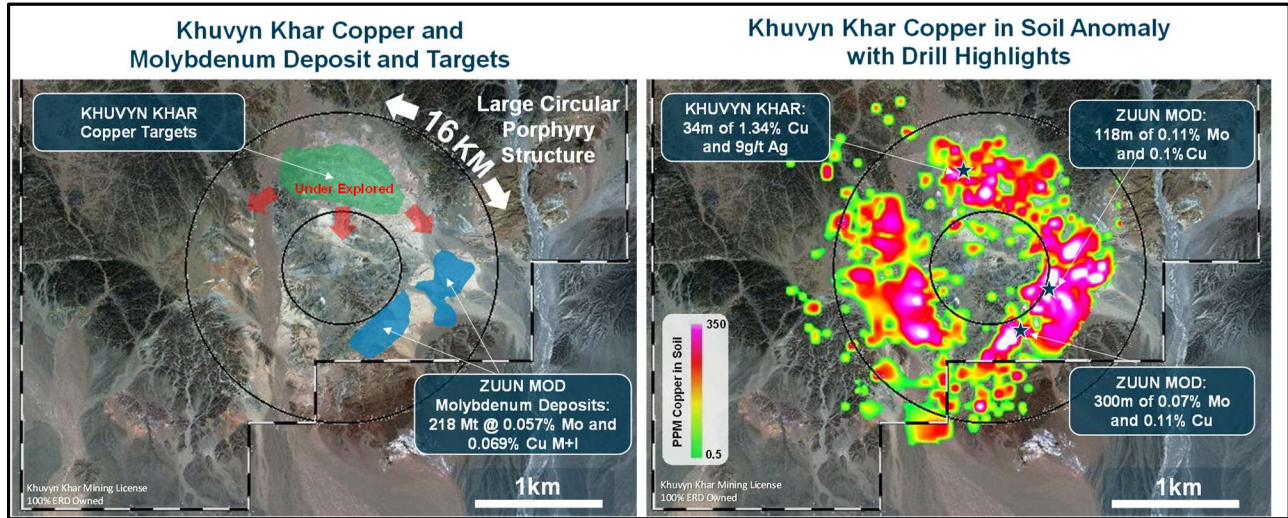 Khuvyn Khar Copper and
Molybdenum Deposit and Targets
KHUVYN KHAR
Copper Targets
16 KM
Large Circular
Porphyry
Structure
Under Explored
ZUUN MOD
Molybdenum Deposits:
218 Mt @ 0.057% Mo and
0.069% Cu M+I
Khuvyn Khar Mining License
100% ERD Owned
1km
Khuvyn Khar Copper in Soil Anomaly
with Drill Highlights
KHUVYN KHAR:
34m of 1.34% Cu
and 9g/t Ag
ZUUN MOD:
118m of 0.11% Mo
and 0.1% Cu
PPM Copper in Soil
350
0.5
ZUUN MOD:
300m of 0.07% Mo
and 0.11% Cu
Khuvyn Khar Mining License
100% ERD Owned
1km